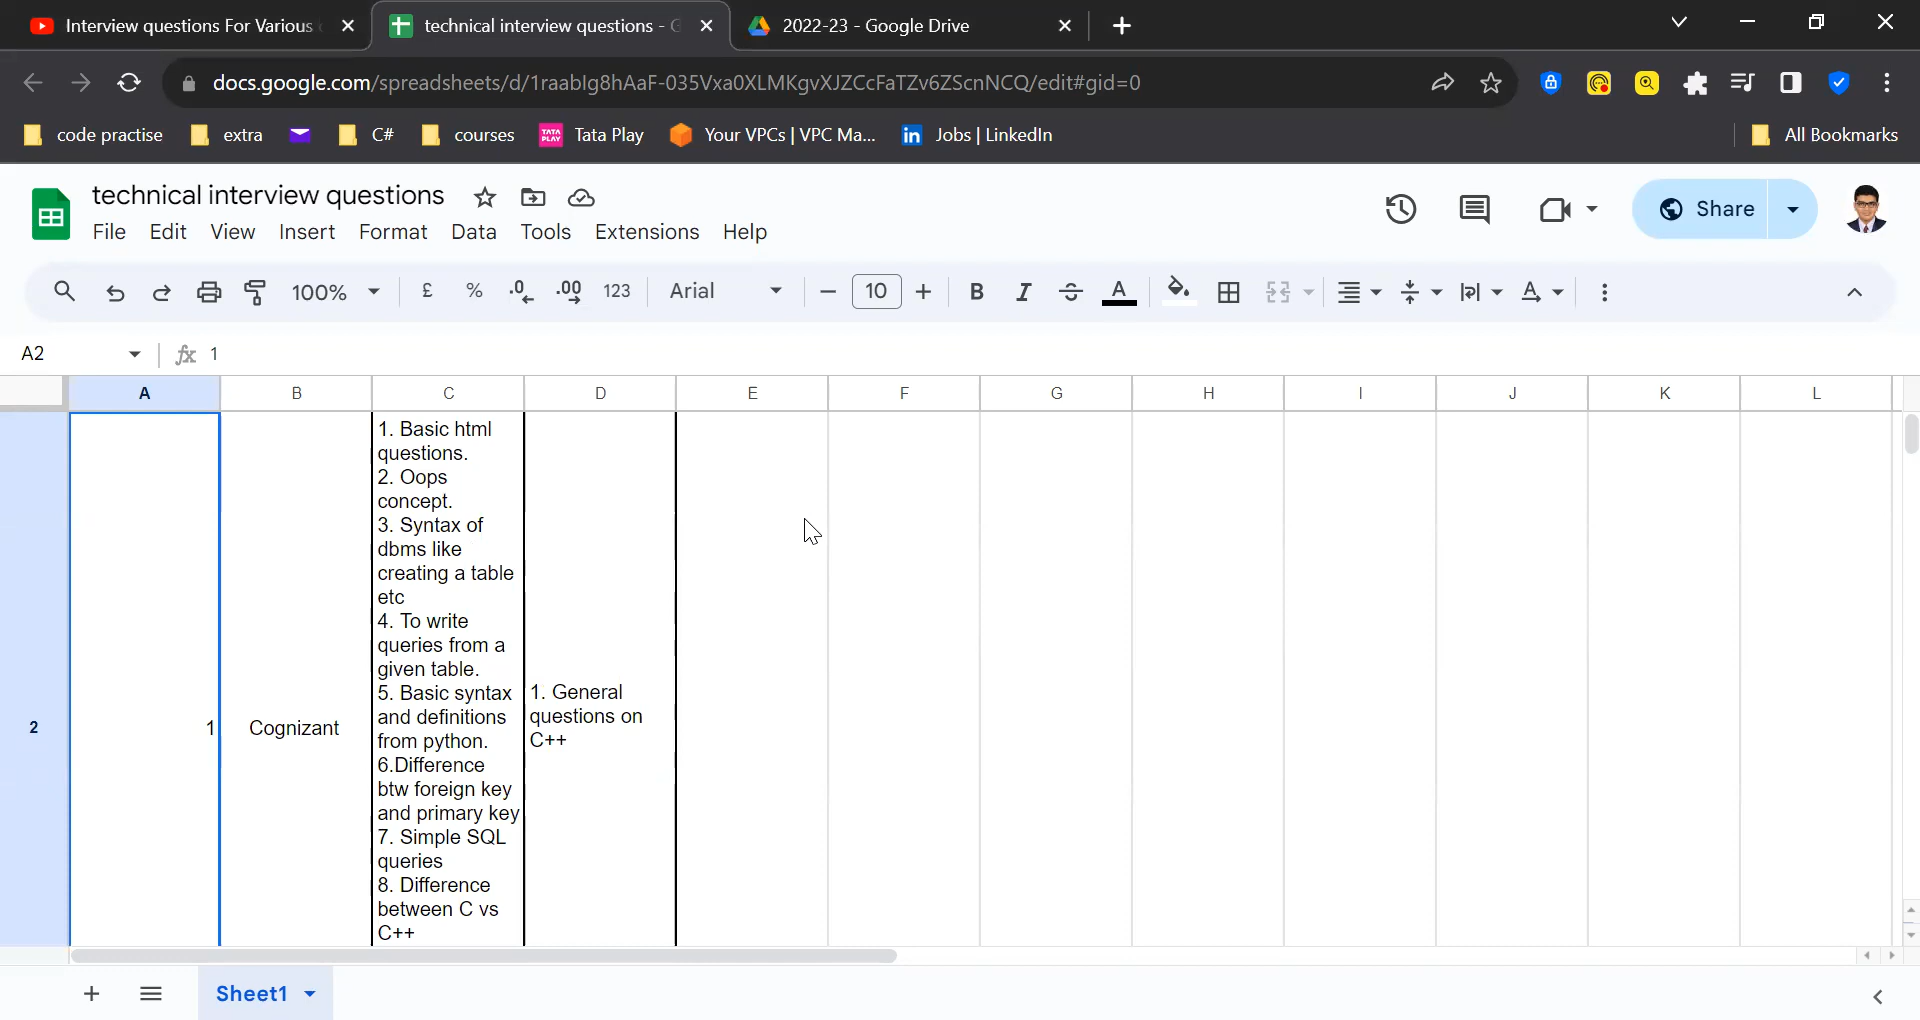 Interview questions For Various
technical interview questions - G
2022-23 - Google Drive
docs.google.com/spreadsheets/d/1raablg8hAaF-035Vxa0XLMKgvXJZCcFaTZv6ZScnNCQ/edit#gid=0
code practise
extra
C#
courses
TATA PLAY
Tata Play
Your VPCs | VPC Ma...
in
Jobs | LinkedIn
All Bookmarks
technical interview questions
File Edit View Insert Format Data Tools Extensions Help
Share
100% £ % .0 .00 123 Arial 10 B I A A
A2 fx 1
A B C D E F G H I J K L
2
1
Cognizant
1. Basic html
questions.
2. Oops
concept.
3. Syntax of
dbms like
creating a table
etc
4. To write
queries from a
given table.
5. Basic syntax
and definitions
from python.
6.Difference
btw foreign key
and primary key
7. Simple SQL
queries
8. Difference
between C vs
C++
1. General
questions on
C++
Sheet1